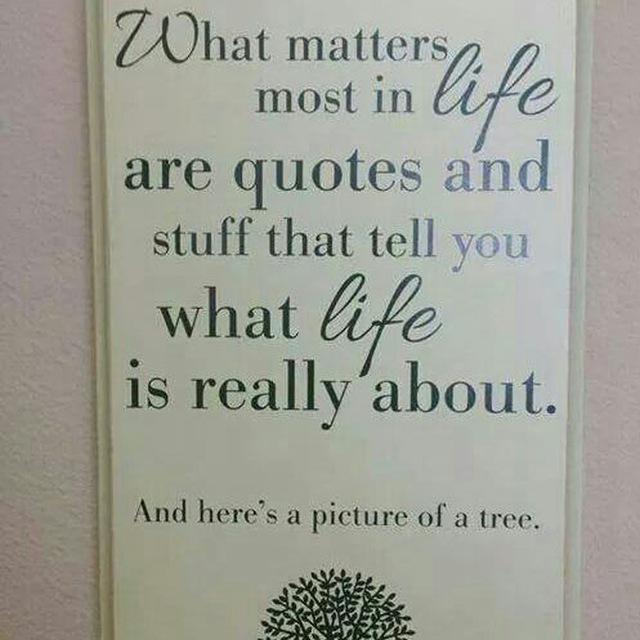 What matters
most in life
are quotes and
stuff that tell you
what life
is really about.
And here's a picture of a tree.